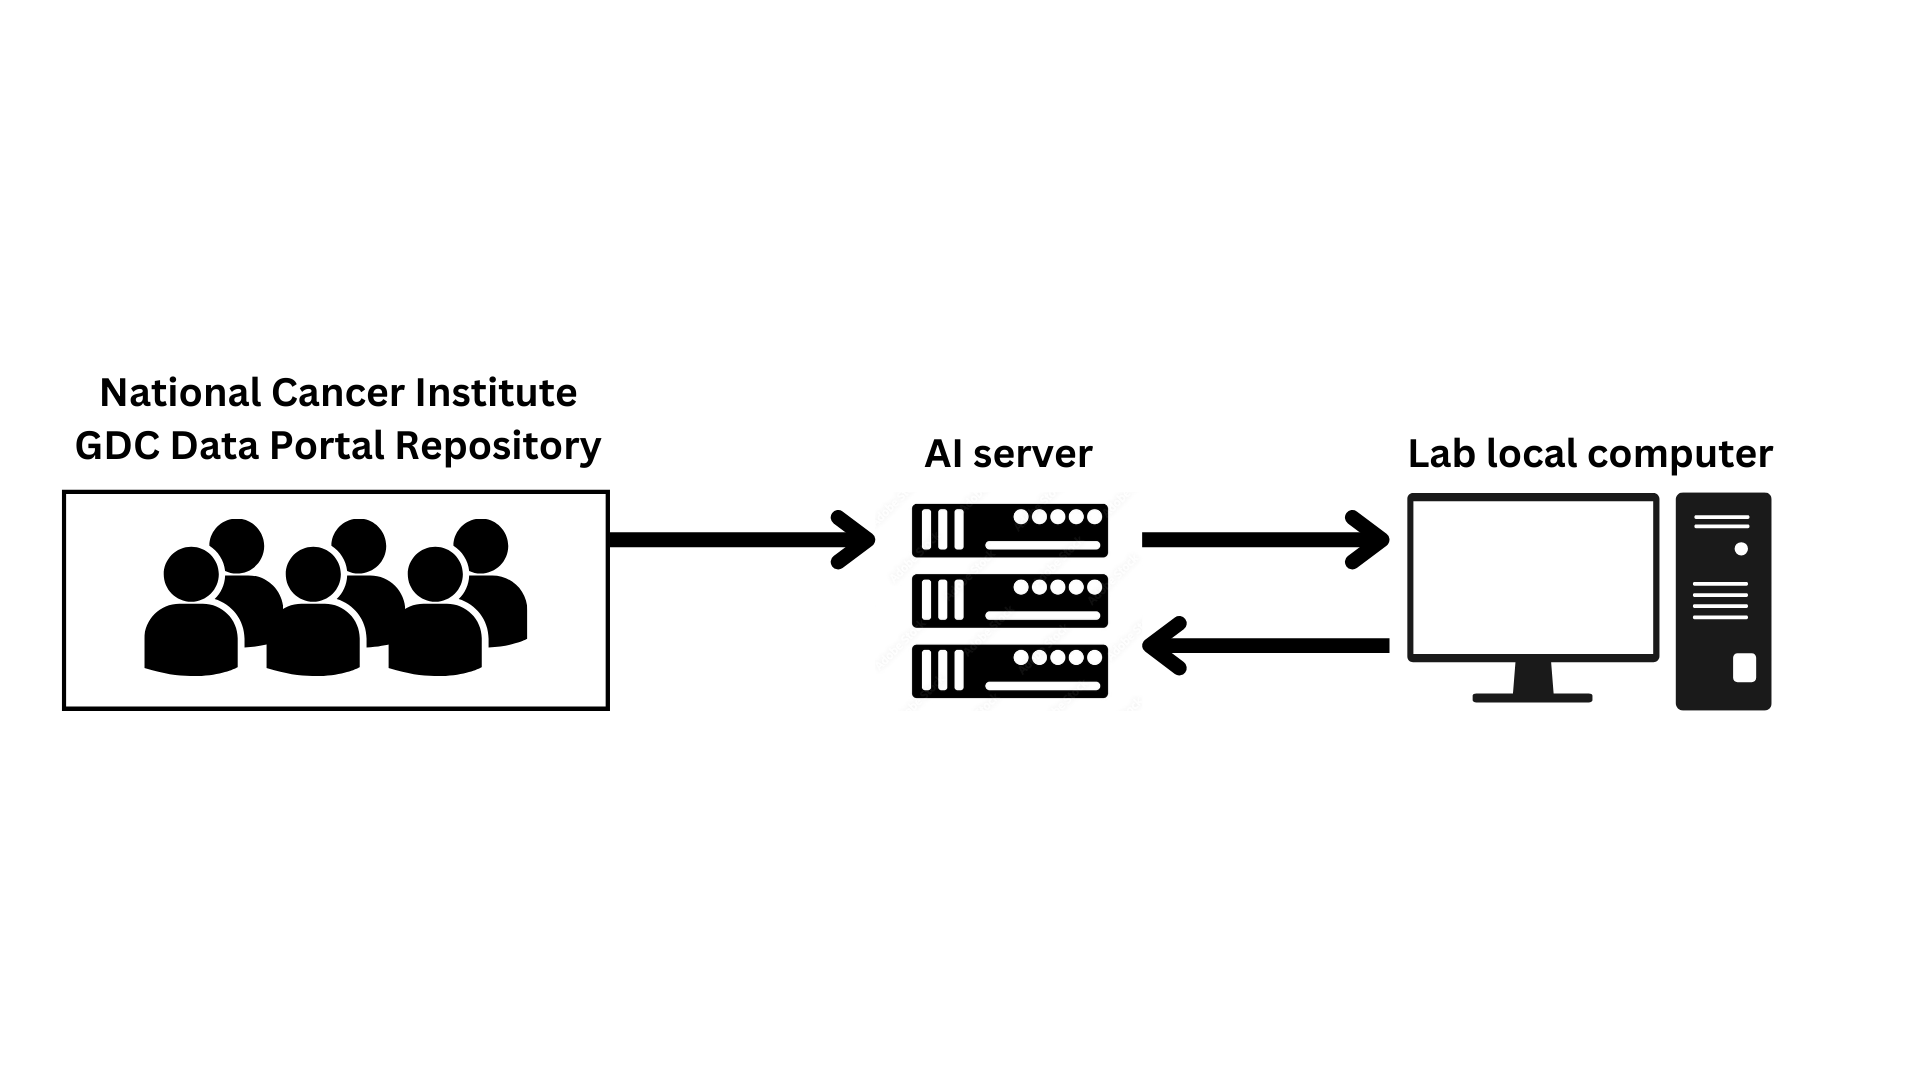 National Cancer Institute
GDC Data Portal Repository
AI server
Lab local computer